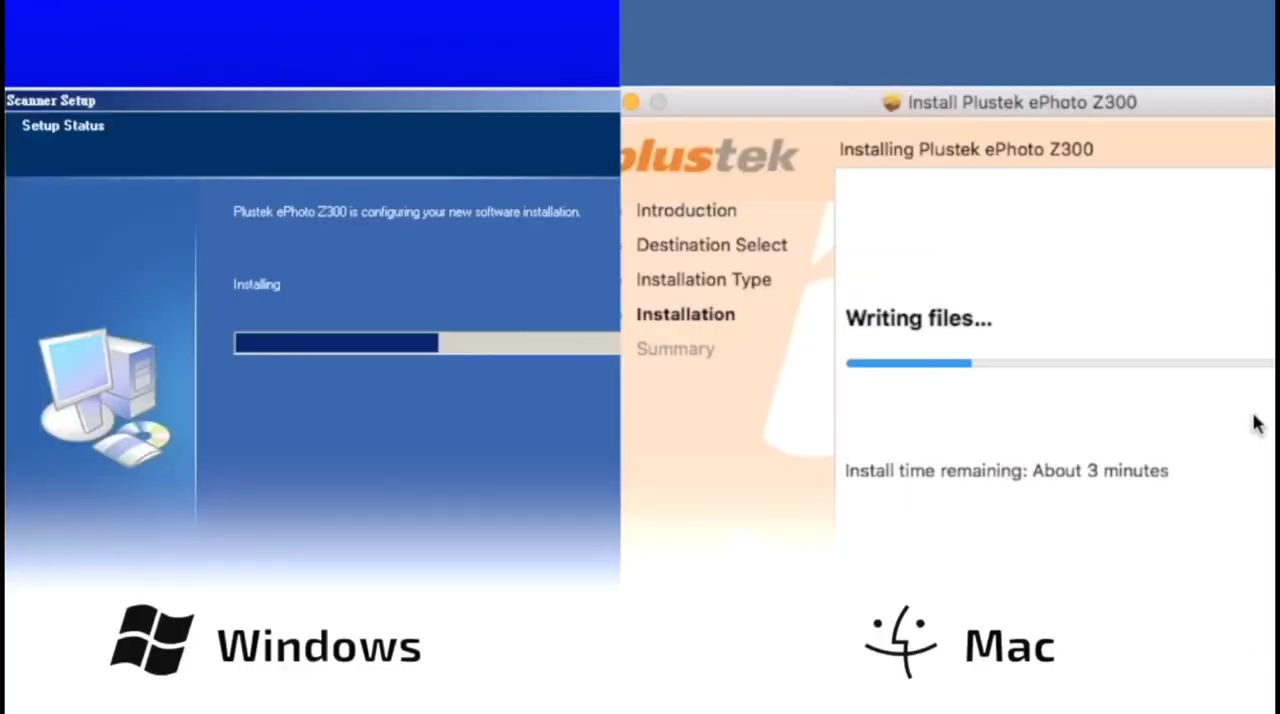 Scanner Setup
Setup Status
Plustek ePhoto Z300 is configuring your new software installation.
Installing
Install Plustek ePhoto Z300
plustek
Installing Plustek ePhoto Z300
Introduction
Destination Select
Installation Type
Installation
Summary
Writing files...
Install time remaining: About 3 minutes
Windows
Mac